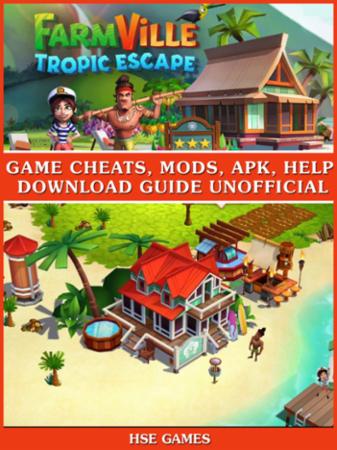 FARMVILLE
TROPIC ESCAPE
GAME CHEATS, MODS, APK, HELP
DOWNLOAD GUIDE UNOFFICIAL
HSE GAMES